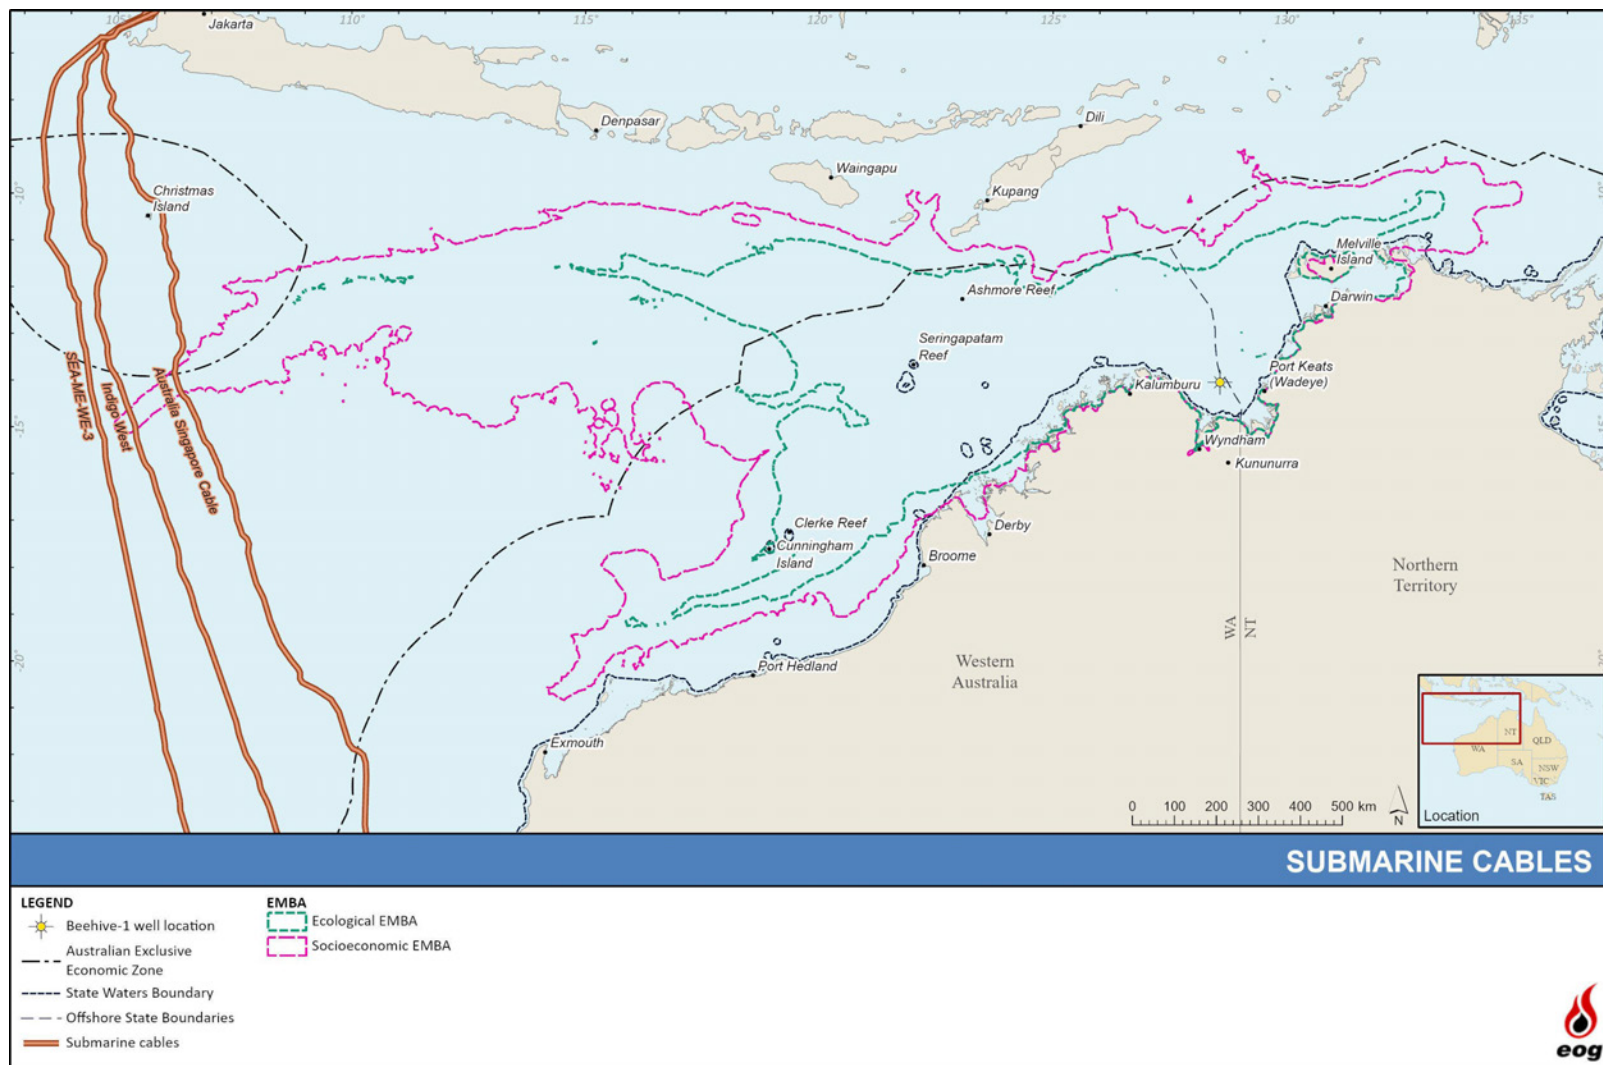 105°
110°
115°
120°
125°
130°
135°
Jakarta
Denpasar
Dili
Waingapu
Kupang
-10°
Christmas
Island
Melville
Island
Ashmore Reef
Darwin
Seringapatam
Reef
Port Keats
(Wadeye)
Kalumburu
SEA-ME-WE-3
Indigo West
Australia Singapore Cable
-15°
-15°
Wyndham
Kununurra
Clerke Reef
Cunningham
Island
Derby
Broome
Northern
Territory
WA
NT
-20°
Western
Australia
Port Hedland
Exmouth
0 100 200 300 400 500 km
N
NT
QLD
WA
SA
NSW
VIC
TAS
Location
SUBMARINE CABLES
LEGEND
Beehive-1 well location
Australian Exclusive
Economic Zone
State Waters Boundary
Offshore State Boundaries
Submarine cables
EMBA
Ecological EMBA
Socioeconomic EMBA
eog